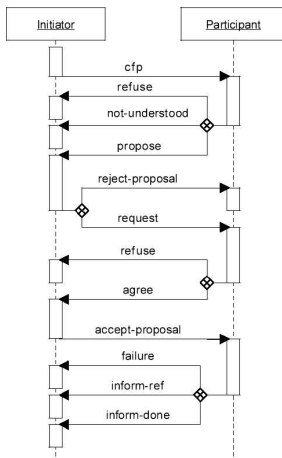 Initiator Participant
cfp
refuse
not-understood
propose
reject-proposal
request
refuse
agree
accept-proposal
failure
inform-ref
inform-done